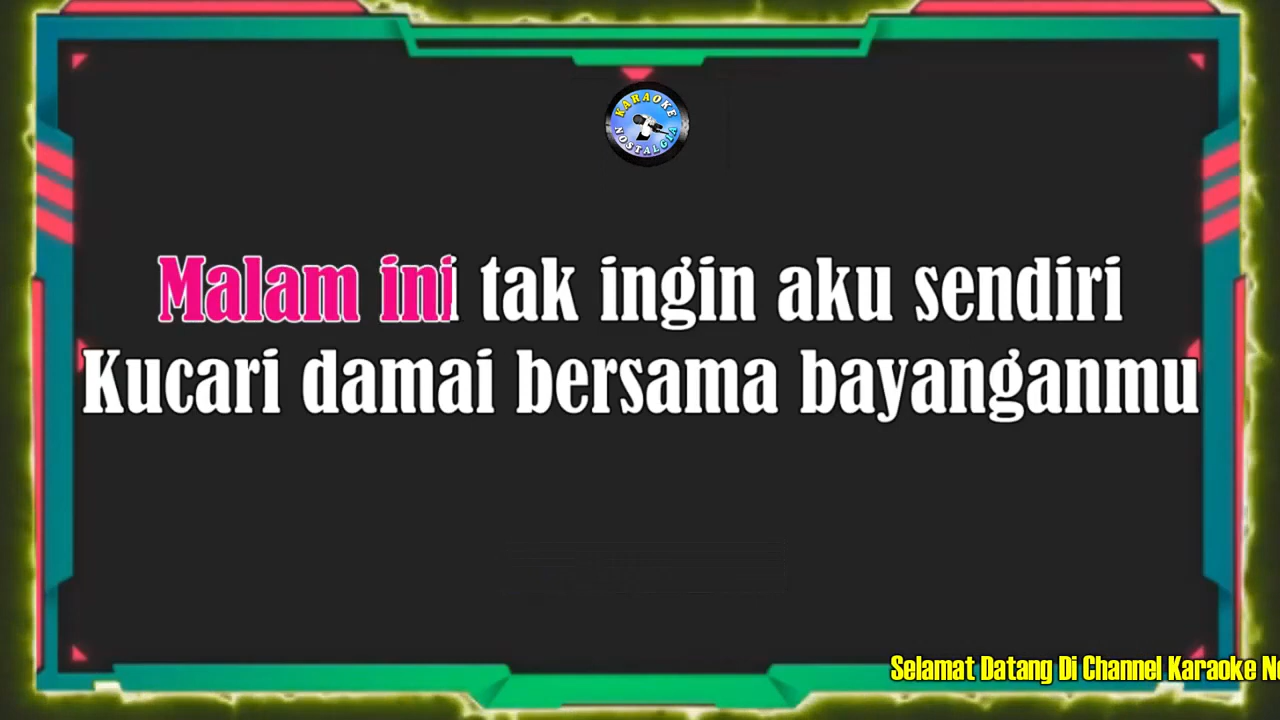 KARAOKE
NOSTALGIA
Malam ini tak ingin aku sendiri
Kucari damai bersama bayanganmu
Selamat Datang Di Channel Karaoke